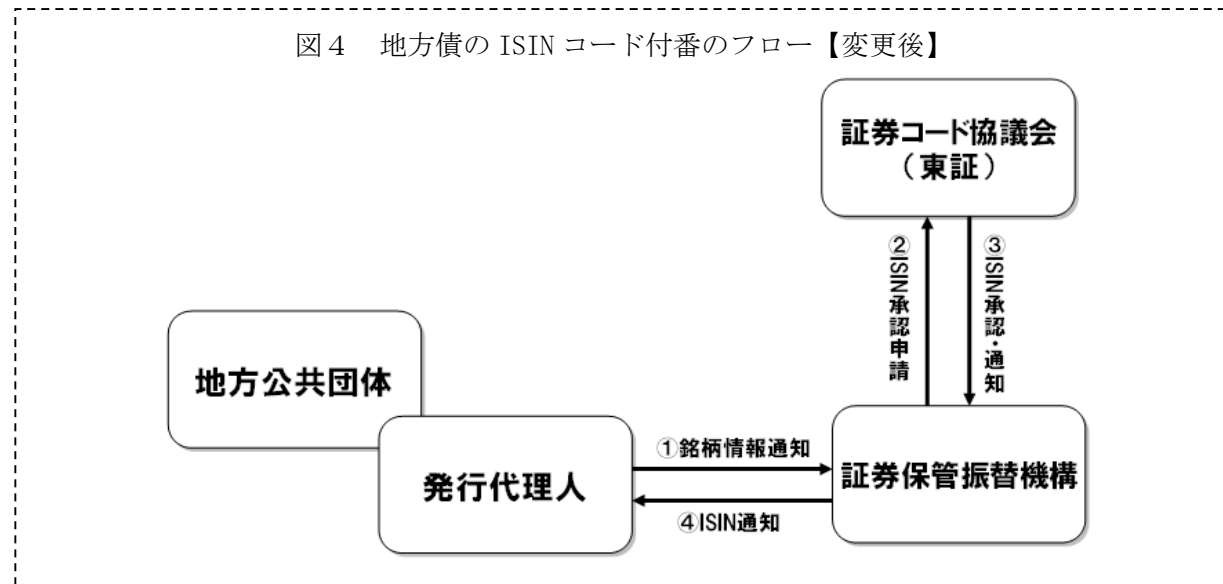 図４　地方債の ISIN コード付番のフロー【変更後】
証券コード協議会
（東証）
②ISIN承認申請
③ISIN承認・通知
地方公共団体
発行代理人
①銘柄情報通知
④ISIN通知
証券保管振替機構